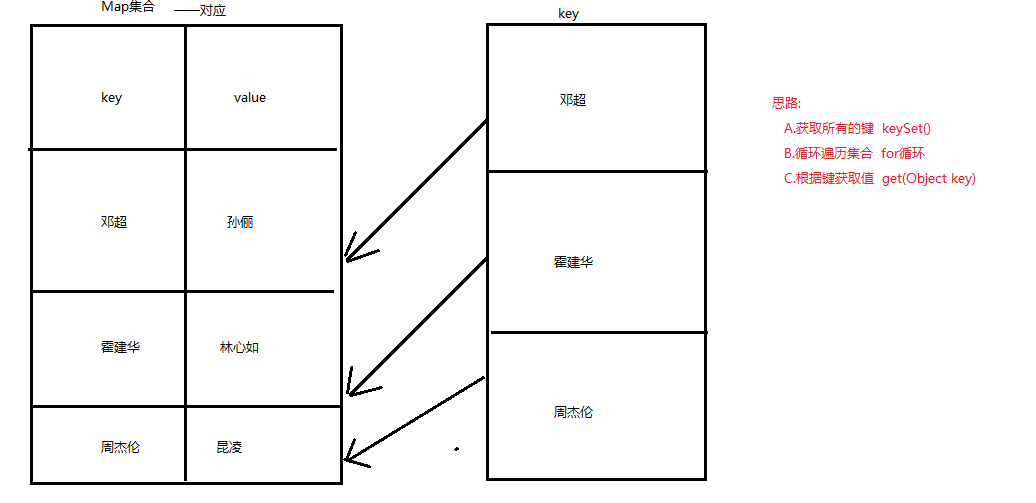 Map集合 一一对应
key value
邓超 孙俪
霍建华 林心如
周杰伦 昆凌
key
邓超
霍建华
周杰伦
思路:
A.获取所有的键 keySet()
B.循环遍历集合 for循环
C.根据键获取值 get(Object key)